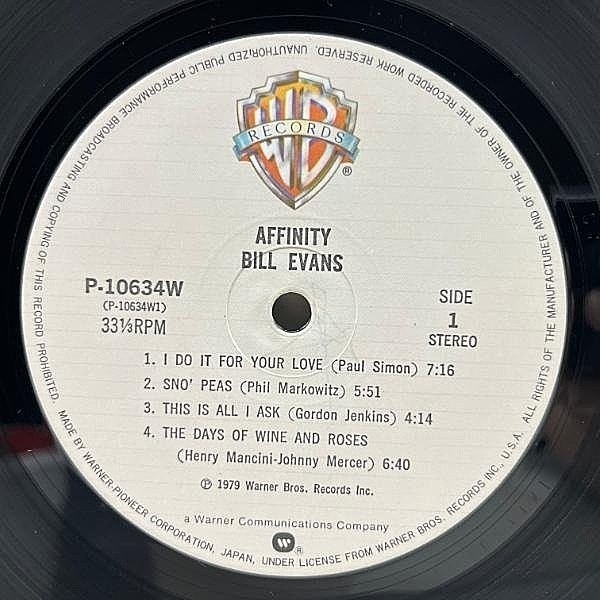 WB
RECORDS
®
AFFINITY
BILL EVANS
P-10634W
(P-10634W1)
33⅓RPM
SIDE
1
STEREO
1. I DO IT FOR YOUR LOVE (Paul Simon) 7:16
2. SNO' PEAS (Phil Markowitz) 5:51
3. THIS IS ALL I ASK (Gordon Jenkins) 4:14
4. THE DAYS OF WINE AND ROSES
(Henry Mancini-Johnny Mercer) 6:40
℗ 1979 Warner Bros. Records Inc.
a Warner Communications Company
®
MADE BY WARNER-PIONEER CORPORATION, JAPAN, UNDER LICENSE FROM WARNER BROS. RECORDS INC., U.S.A. ALL RIGHTS OF THE MANUFACTURER AND OF THE OWNER OF THE RECORDED WORK RESERVED. UNAUTHORIZED PUBLIC PERFORMANCE BROADCASTING AND COPYING OF THIS RECORD PROHIBITED.